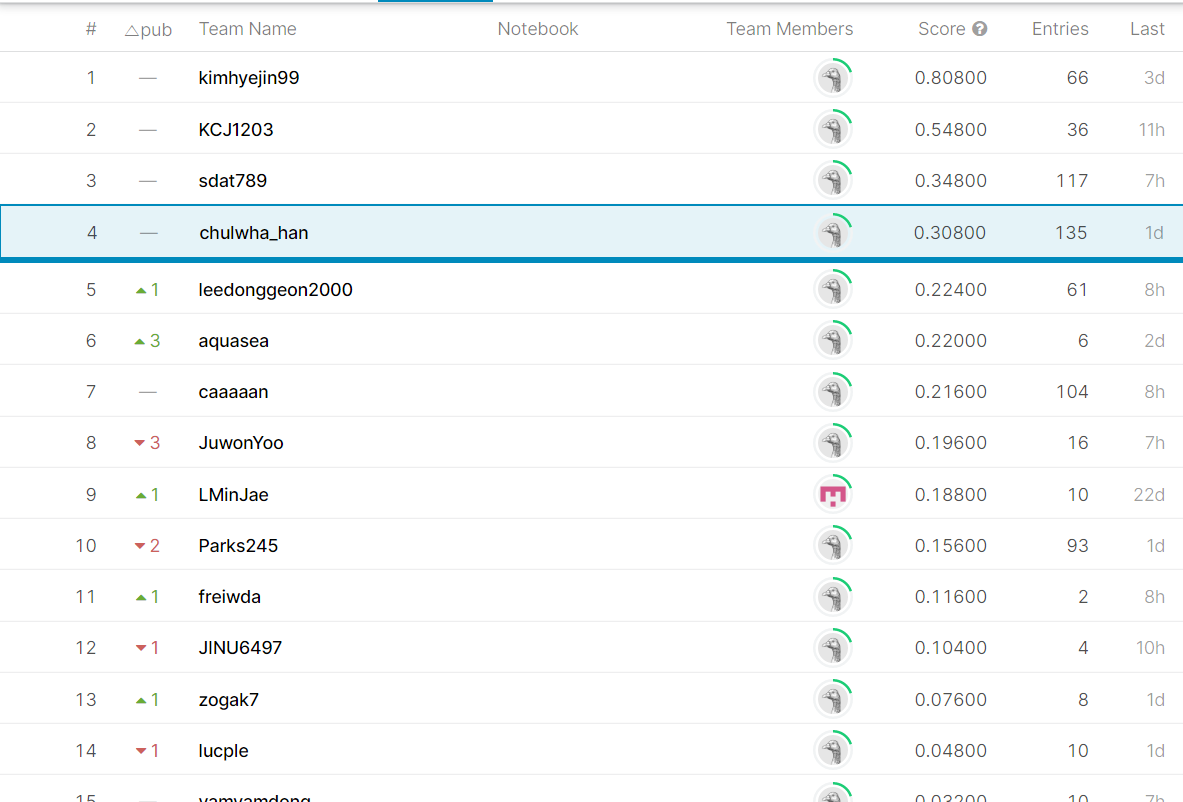 # △pub Team Name Notebook Team Members Score ? Entries Last
1 — kimhyejin99 0.80800 66 3d
2 — KCJ1203 0.54800 36 11h
3 — sdat789 0.34800 117 7h
4 — chulwha_han 0.30800 135 1d
5 ▲1 leedonggeon2000 0.22400 61 8h
6 ▲3 aquasea 0.22000 6 2d
7 — caaaaan 0.21600 104 8h
8 ▼3 JuwonYoo 0.19600 16 7h
9 ▲1 LMinJae 0.18800 10 22d
10 ▼2 Parks245 0.15600 93 1d
11 ▲1 freiwda 0.11600 2 8h
12 ▼1 JINU6497 0.10400 4 10h
13 ▲1 zogak7 0.07600 8 1d
14 ▼1 lucple 0.04800 10 1d
15 — yamyamdong 0.03200 10 7h